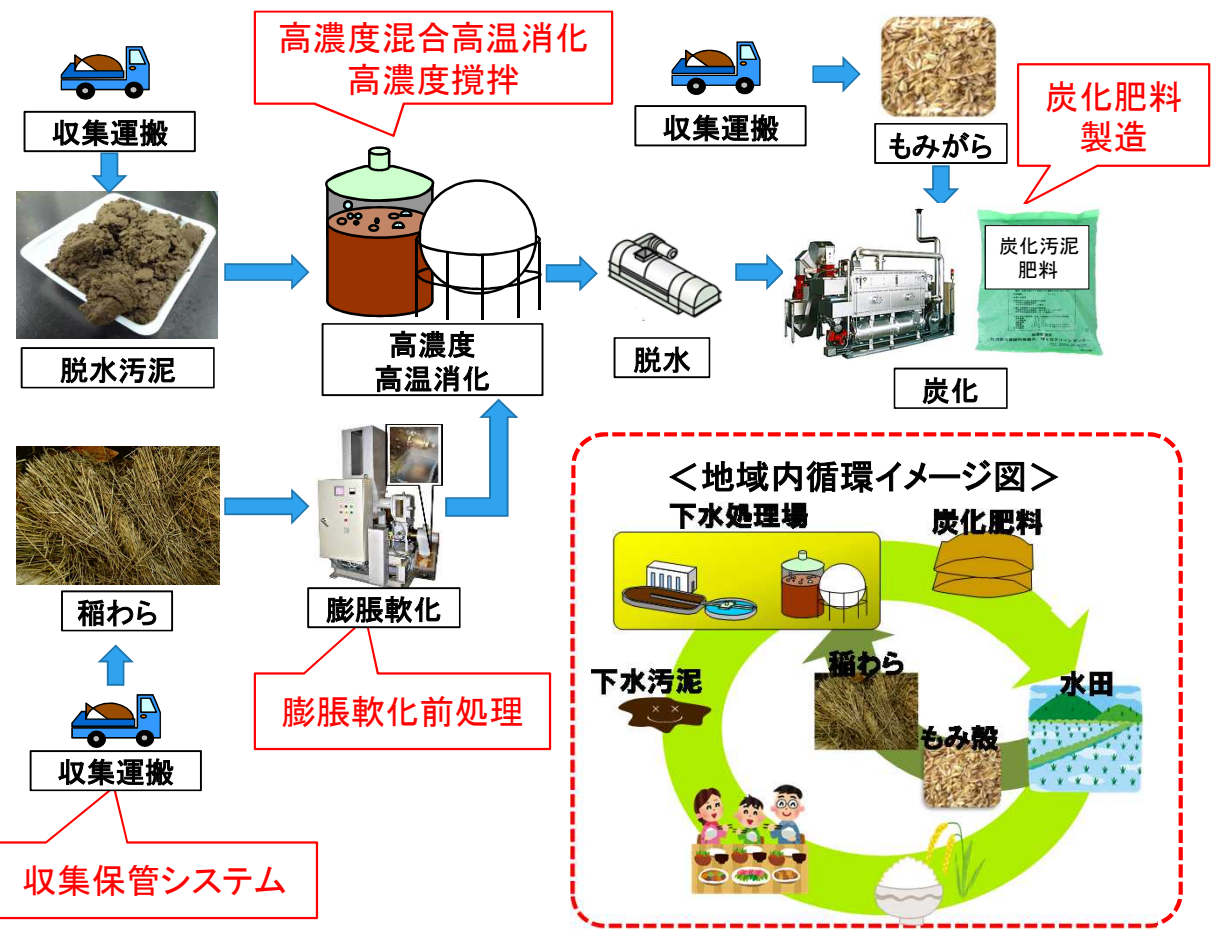 高濃度混合高温消化
高濃度撹拌
収集運搬
収集運搬
もみがら
炭化肥料
製造
炭化汚泥
肥料
脱水汚泥
高濃度
高温消化
脱水
炭化
稲わら
膨脹軟化
膨脹軟化前処理
収集運搬
収集保管システム
＜地域内循環イメージ図＞
下水処理場
炭化肥料
稲わら
下水汚泥
水田
もみ殻